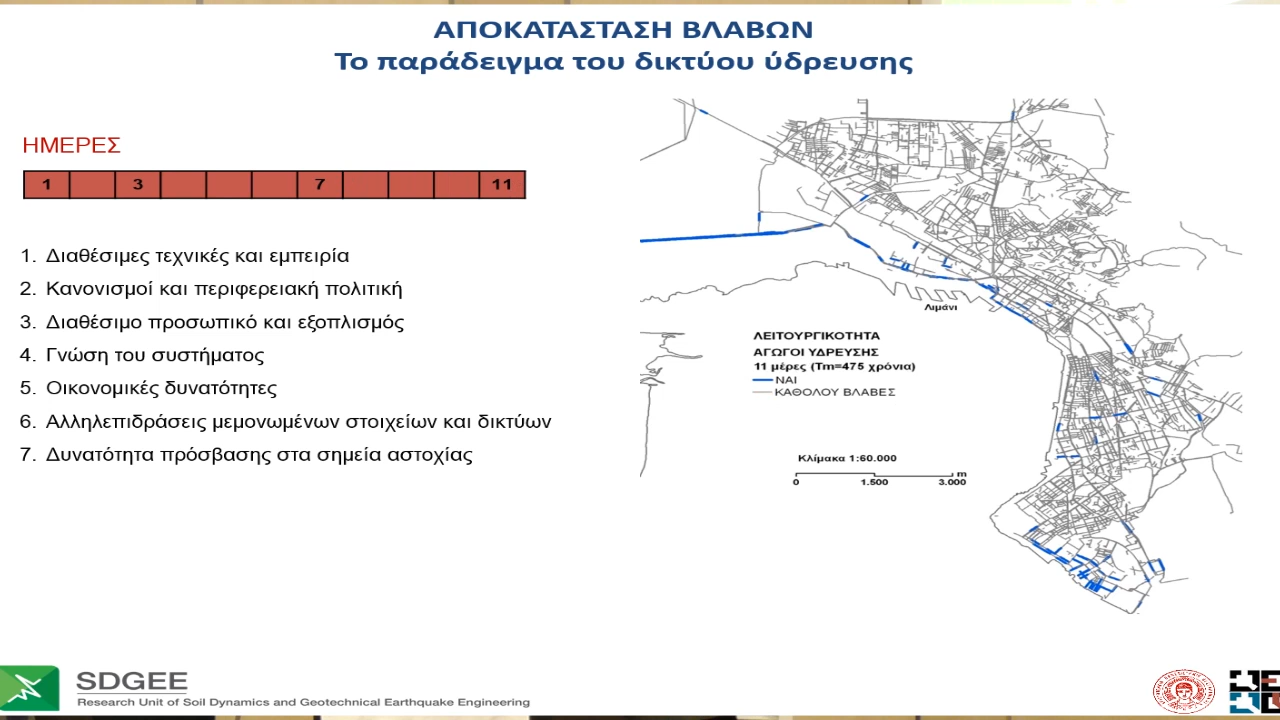 ΑΠΟΚΑΤΑΣΤΑΣΗ ΒΛΑΒΩΝ
Το παράδειγμα του δικτύου ύδρευσης
ΗΜΕΡΕΣ
1 3 7 11
1. Διαθέσιμες τεχνικές και εμπειρία
2. Κανονισμοί και περιφερειακή πολιτική
3. Διαθέσιμο προσωπικό και εξοπλισμός
4. Γνώση του συστήματος
5. Οικονομικές δυνατότητες
6. Αλληλεπιδράσεις μεμονωμένων στοιχείων και δικτύων
7. Δυνατότητα πρόσβασης στα σημεία αστοχίας
Λιμάνι
ΛΕΙΤΟΥΡΓΙΚΟΤΗΤΑ
ΑΓΩΓΟΙ ΥΔΡΕΥΣΗΣ
11 μέρες (Tm=475 χρόνια)
ΝΑΙ
ΚΑΘΟΛΟΥ ΒΛΑΒΕΣ
Κλίμακα 1:60.000
m
0 1.500 3.000
SDGEE
Research Unit of Soil Dynamics and Geotechnical Earthquake Engineering